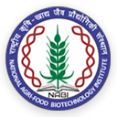 राष्ट्रीय कृषि-खाद्य जैव प्रौद्योगिकी संस्थान
NABI
NATIONAL AGRI-FOOD BIOTECHNOLOGY INSTITUTE